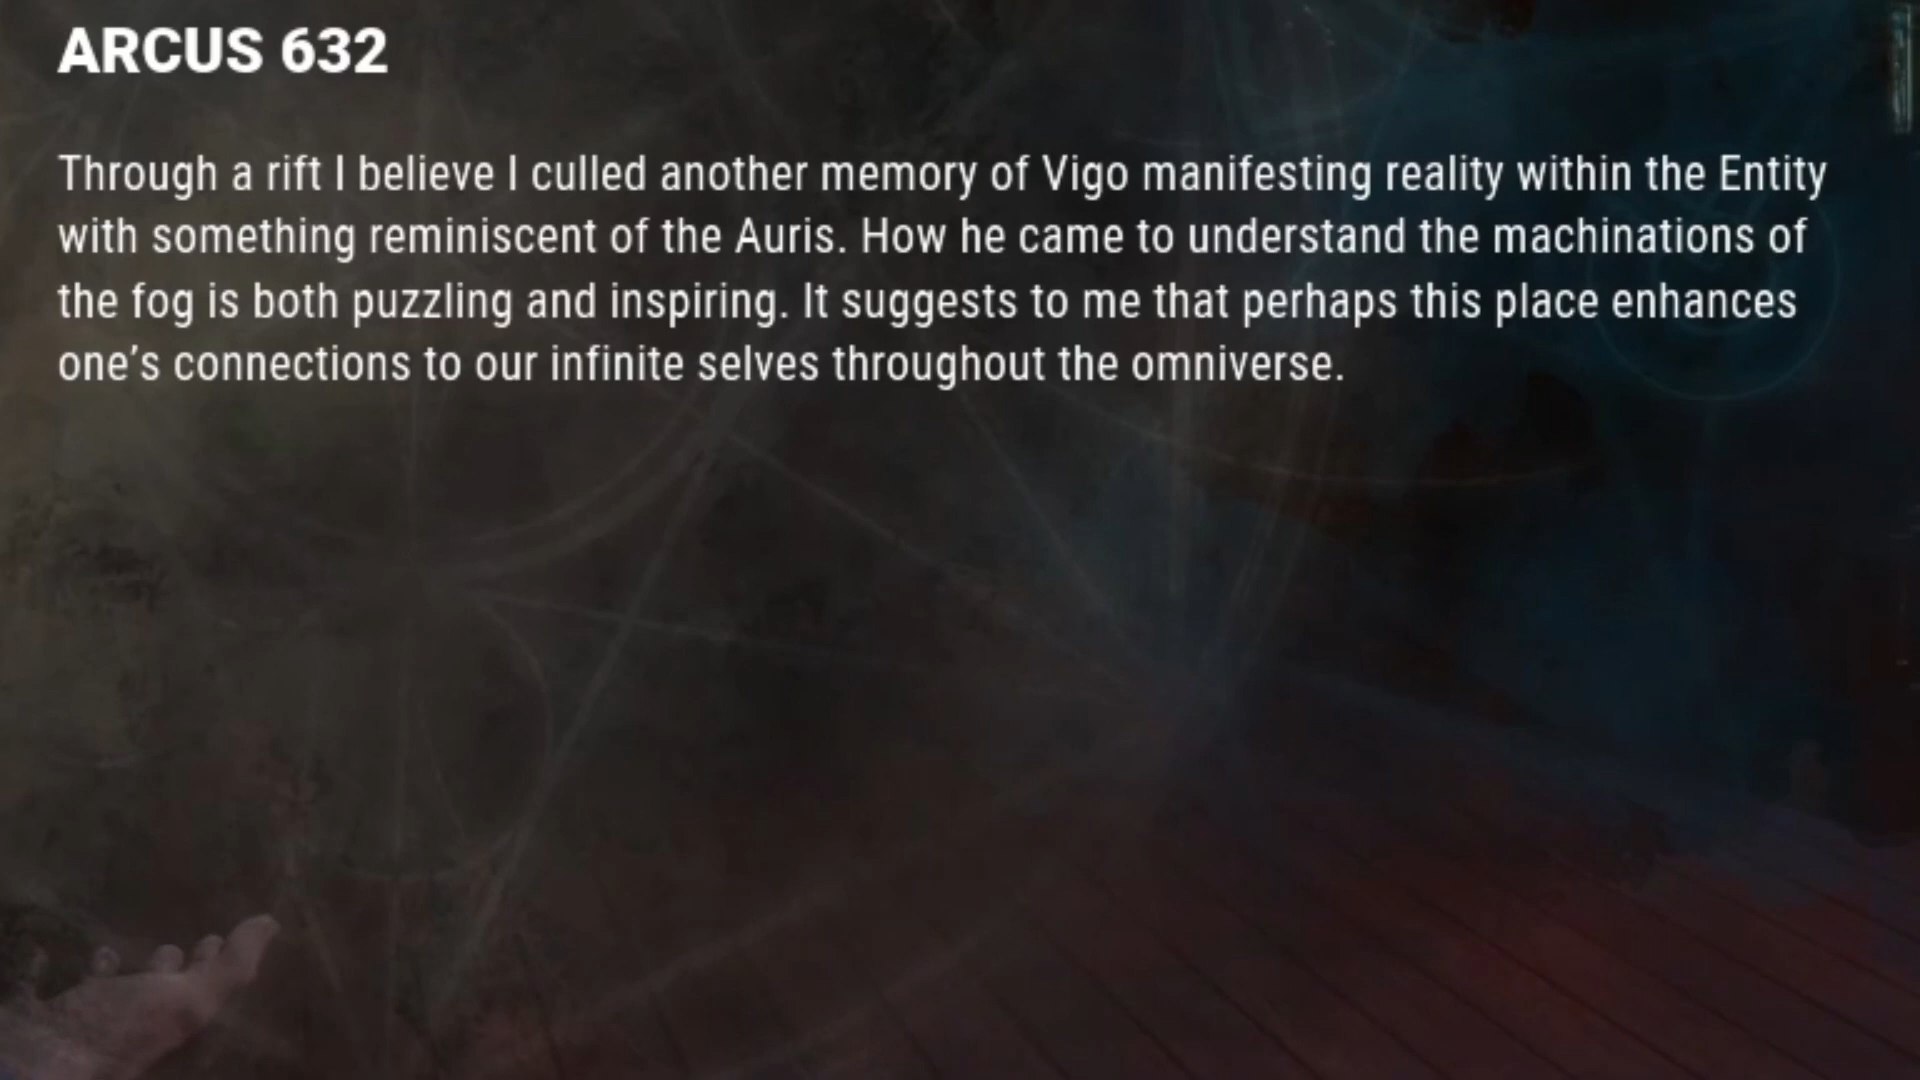 ARCUS 632
Through a rift I believe I culled another memory of Vigo manifesting reality within the Entity
with something reminiscent of the Auris. How he came to understand the machinations of
the fog is both puzzling and inspiring. It suggests to me that perhaps this place enhances
one’s connections to our infinite selves throughout the omniverse.